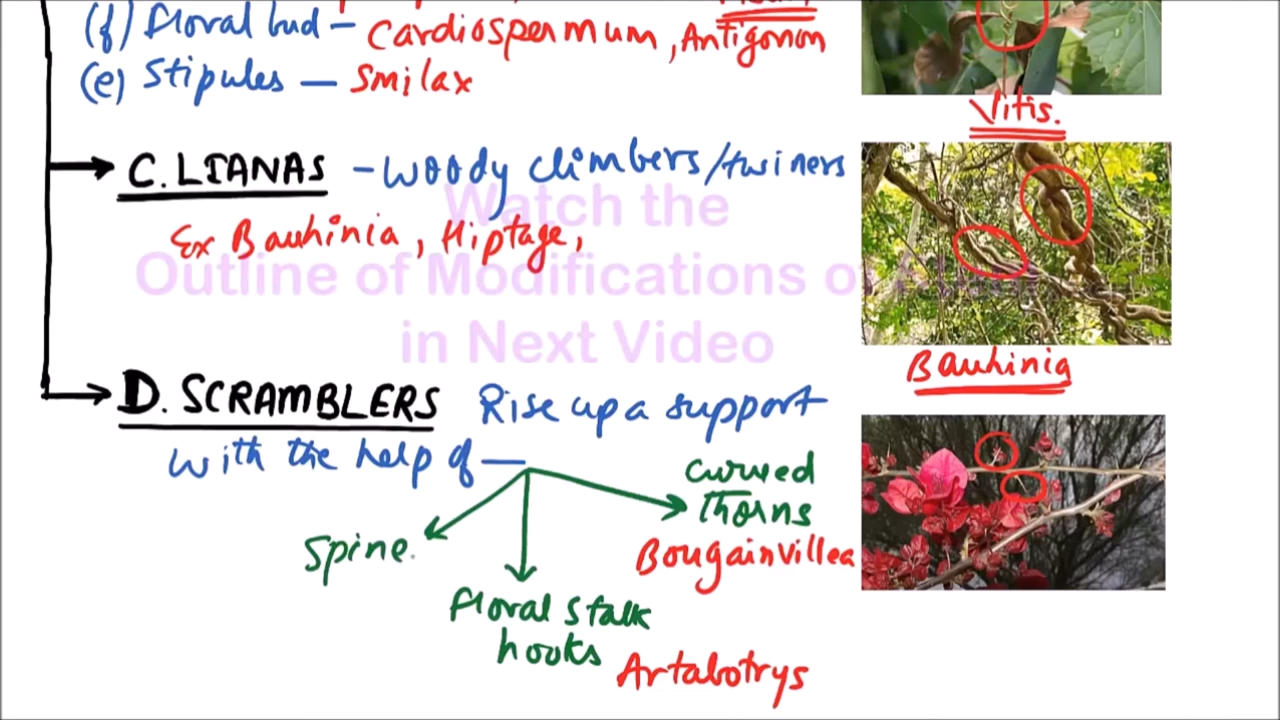 (f) Floral bud – Cardiospermum, Antigonon
(e) Stipules — Smilax
Vitis.
C. LIANAS – Woody climbers/twiners
Ex Bauhinia, Hiptage,
Watch the
Outline of Modifications of
in Next Video
Bauhinia
D. SCRAMBLERS Rise up a support
with the help of —
curved
Thorns
Bougainvillea
Spine.
Floral Stalk
hooks
Artabotrys